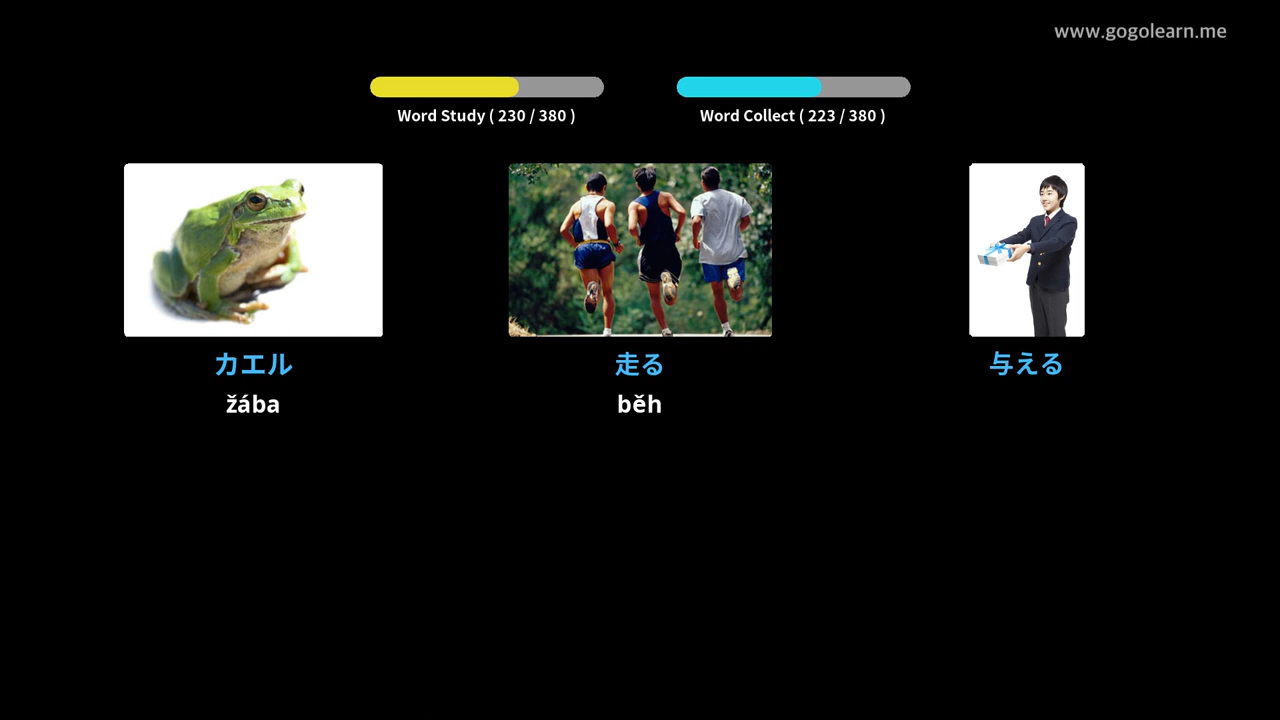 www.gogolearn.me
Word Study ( 230 / 380 )
Word Collect ( 223 / 380 )
カエル
走る
与える
žába
běh